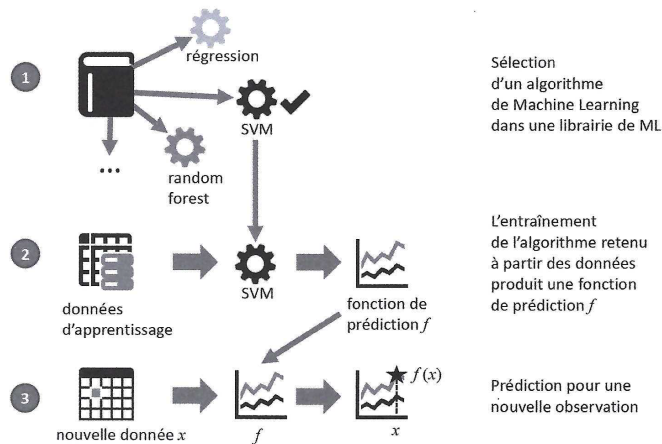 1
régression
SVM
random
forest
...
Sélection
d'un algorithme
de Machine Learning
dans une librairie de ML
2
données
d'apprentissage
SVM
fonction de
prédiction f
L'entraînement
de l'algorithme retenu
à partir des données
produit une fonction
de prédiction f
3
nouvelle donnée x
f
f(x)
x
Prédiction pour une
nouvelle observation